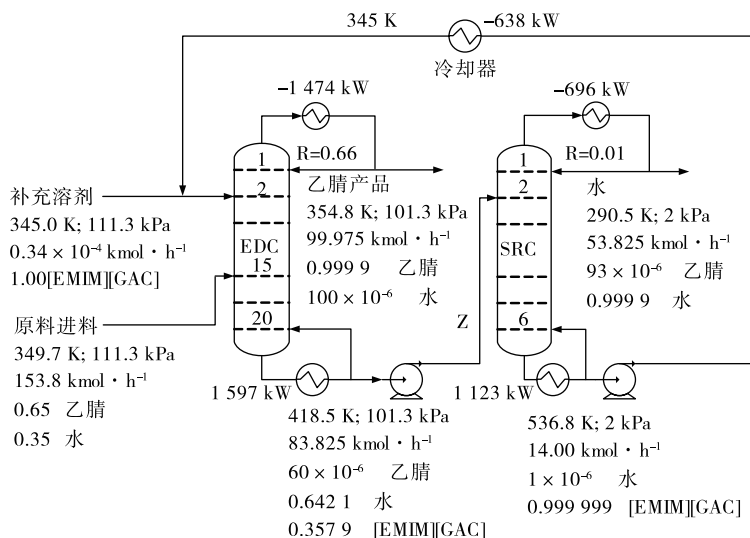 345 K
−638 kW
冷却器
−1 474 kW
−696 kW
1
R=0.66
2
EDC
15
20
补充溶剂
345.0 K; 111.3 kPa
0.34 × 10⁻⁴ kmol · h⁻¹
1.00[EMIM][GAC]
原料进料
349.7 K; 111.3 kPa
153.8 kmol · h⁻¹
0.65 乙腈
0.35 水
乙腈产品
354.8 K; 101.3 kPa
99.975 kmol · h⁻¹
0.999 9 乙腈
100 × 10⁻⁶ 水
Z
1
R=0.01
2
SRC
6
水
290.5 K; 2 kPa
53.825 kmol · h⁻¹
93 × 10⁻⁶ 乙腈
0.999 9 水
1 597 kW
418.5 K; 101.3 kPa
83.825 kmol · h⁻¹
60 × 10⁻⁶ 乙腈
0.642 1 水
0.357 9 [EMIM][GAC]
1 123 kW
536.8 K; 2 kPa
14.00 kmol · h⁻¹
1 × 10⁻⁶ 水
0.999 999 [EMIM][GAC]